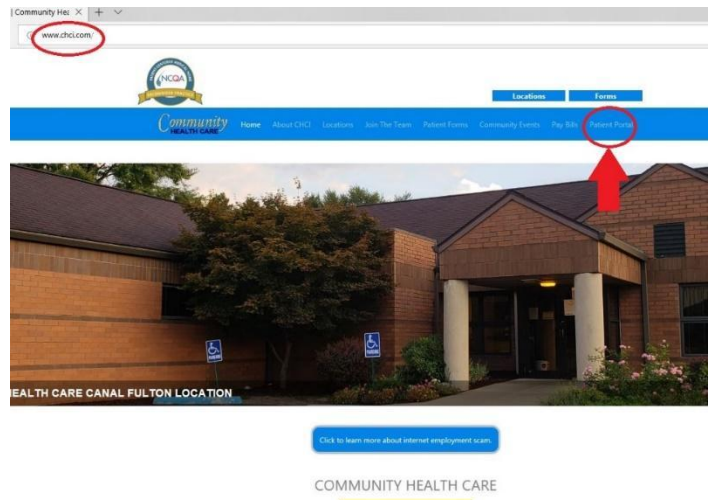 | Community Hea
www.chci.com/
NCQA
Locations Forms
Community
HEALTH CARE
Home About CHCI Locations Join The Team Patient Forms Community Events Pay Bills Patient Portal
PARKING
EALTH CARE CANAL FULTON LOCATION
Click to learn more about internet employment scam.
COMMUNITY HEALTH CARE